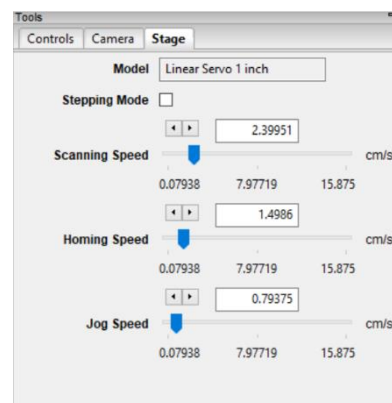 Tools
Controls Camera Stage
Model Linear Servo 1 inch
Stepping Mode
2.39951
Scanning Speed cm/s
0.07938 7.97719 15.875
1.4986
Homing Speed cm/s
0.07938 7.97719 15.875
0.79375
Jog Speed cm/s
0.07938 7.97719 15.875